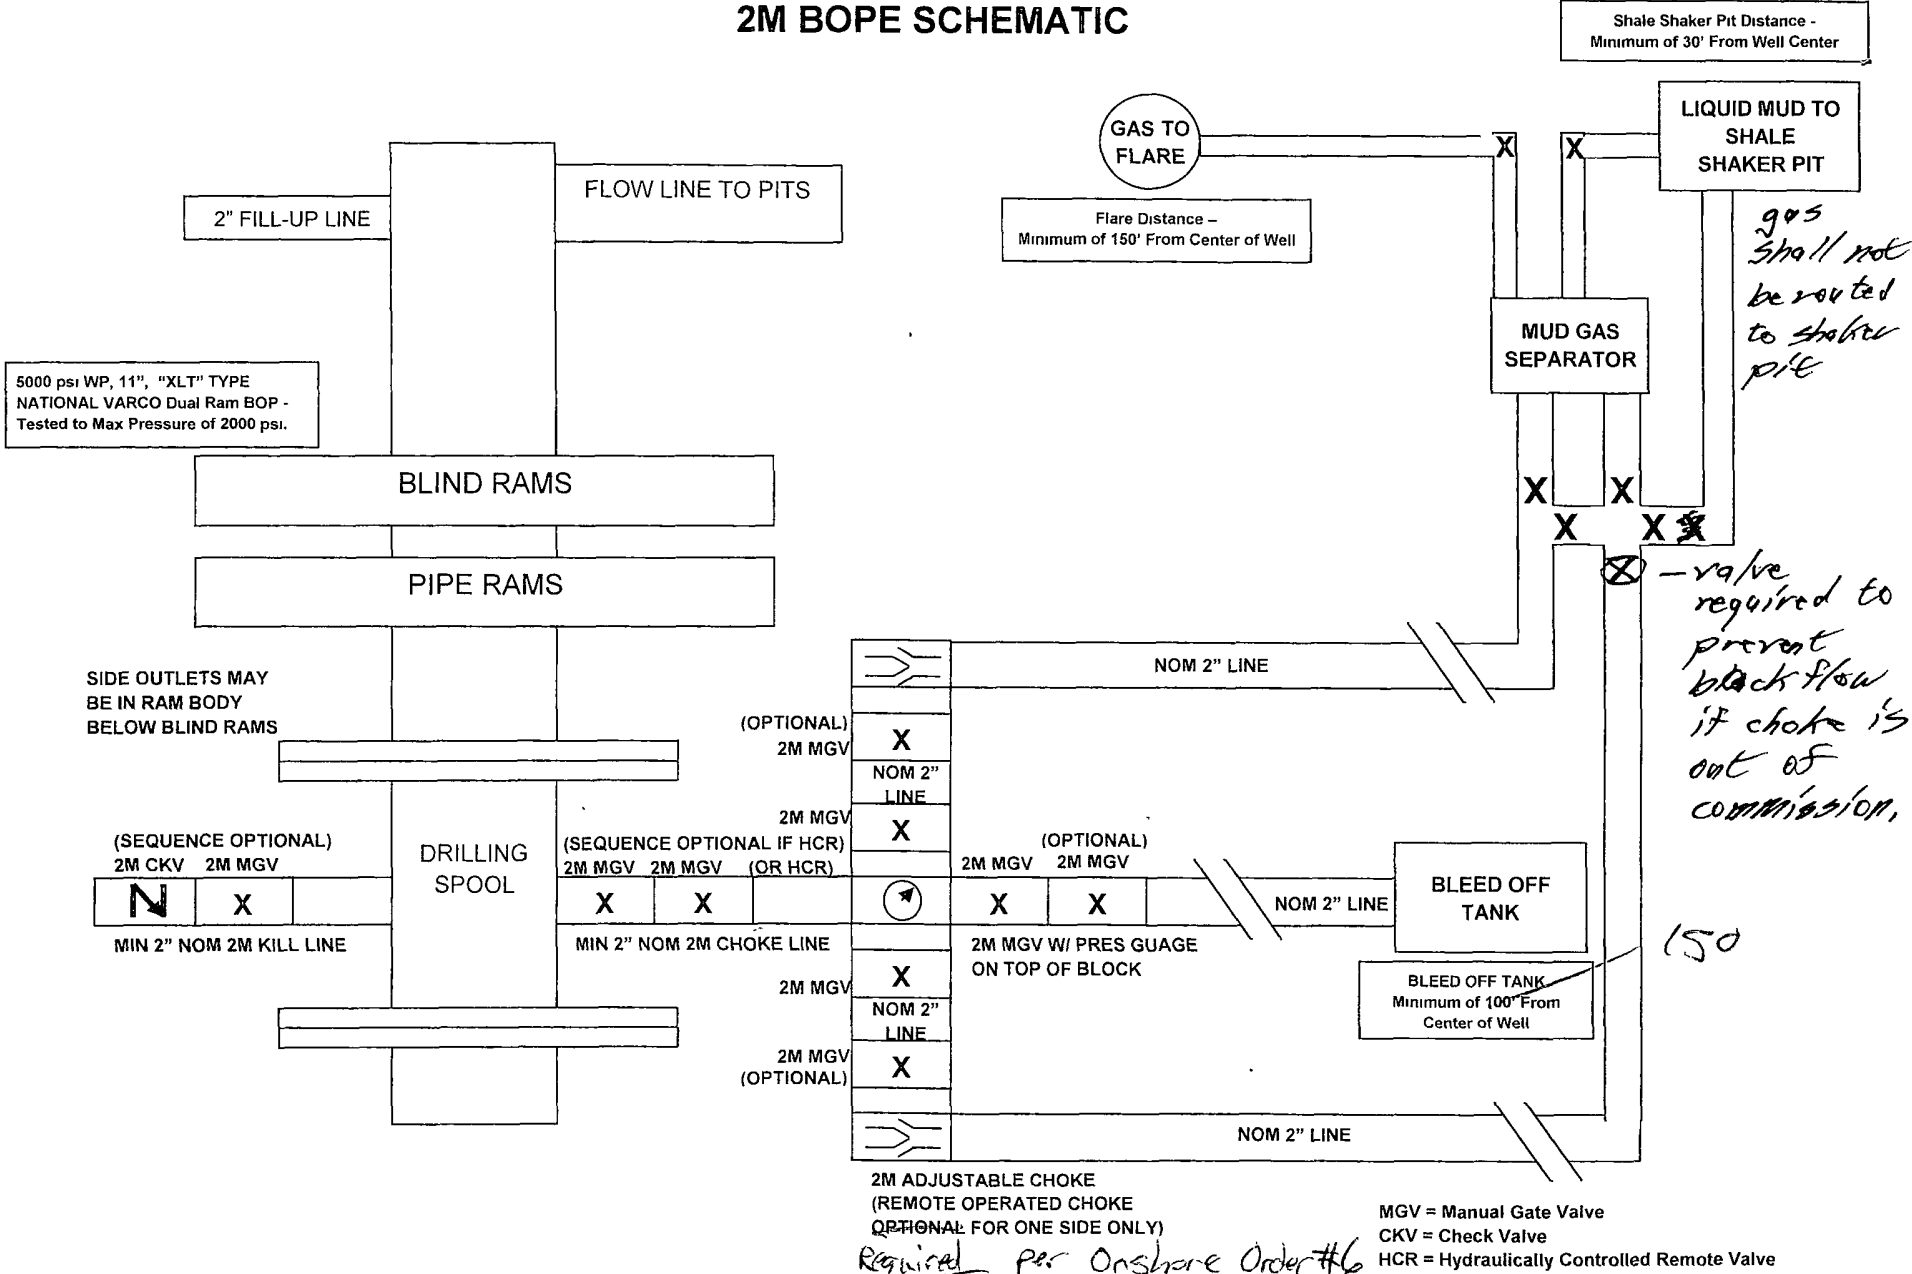 2M BOPE SCHEMATIC
Shale Shaker Pit Distance -
Minimum of 30' From Well Center
LIQUID MUD TO
SHALE
SHAKER PIT
GAS TO
FLARE
X
X
Flare Distance –
Minimum of 150' From Center of Well
FLOW LINE TO PITS
2" FILL-UP LINE
gas
shall not
be routed
to shaker
pit
MUD GAS
SEPARATOR
5000 psi WP, 11", "XLT" TYPE
NATIONAL VARCO Dual Ram BOP -
Tested to Max Pressure of 2000 psi.
BLIND RAMS
X X
X X
X
PIPE RAMS
– valve
required to
prevent
back flow
if choke is
out of
commission.
NOM 2" LINE
SIDE OUTLETS MAY
BE IN RAM BODY
BELOW BLIND RAMS
(OPTIONAL)
2M MGV
X
NOM 2"
LINE
2M MGV
X
(SEQUENCE OPTIONAL)
2M CKV 2M MGV
N X
MIN 2" NOM 2M KILL LINE
DRILLING
SPOOL
(SEQUENCE OPTIONAL IF HCR)
2M MGV 2M MGV (OR HCR)
X X
MIN 2" NOM 2M CHOKE LINE
(OPTIONAL)
2M MGV 2M MGV
X X
2M MGV W/ PRES GUAGE
ON TOP OF BLOCK
NOM 2" LINE
BLEED OFF
TANK
150
BLEED OFF TANK-
Minimum of 100' From
Center of Well
2M MGV
X
NOM 2"
LINE
2M MGV
(OPTIONAL)
X
NOM 2" LINE
2M ADJUSTABLE CHOKE
(REMOTE OPERATED CHOKE
OPTIONAL FOR ONE SIDE ONLY)
Required per Onshore Order #6
MGV = Manual Gate Valve
CKV = Check Valve
HCR = Hydraulically Controlled Remote Valve